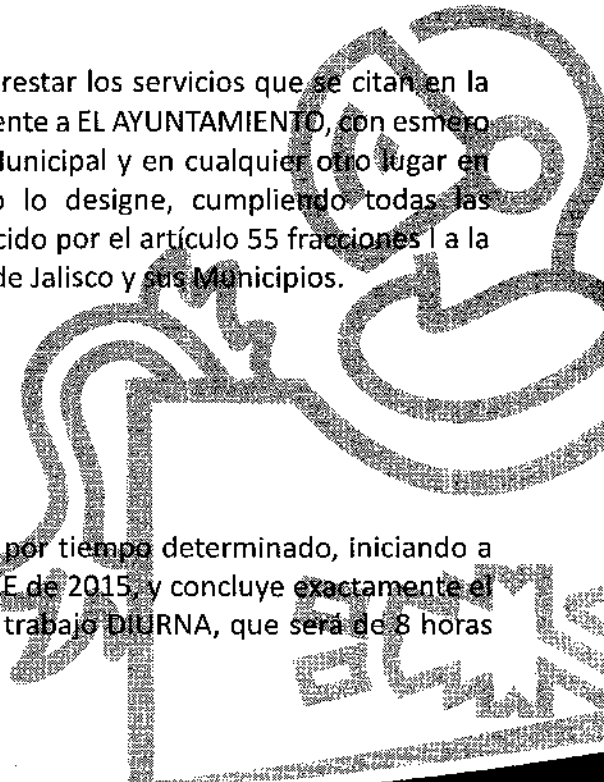 restar los servicios que se citan en la
ente a EL AYUNTAMIENTO, con esmero
Municipal y en cualquier otro lugar en
lo designe, cumpliendo todas las
cido por el artículo 55 fracciones I a la
de Jalisco y sus Municipios.
por tiempo determinado, iniciando a
E de 2015, y concluye exactamente el
trabajo DIURNA, que será de 8 horas